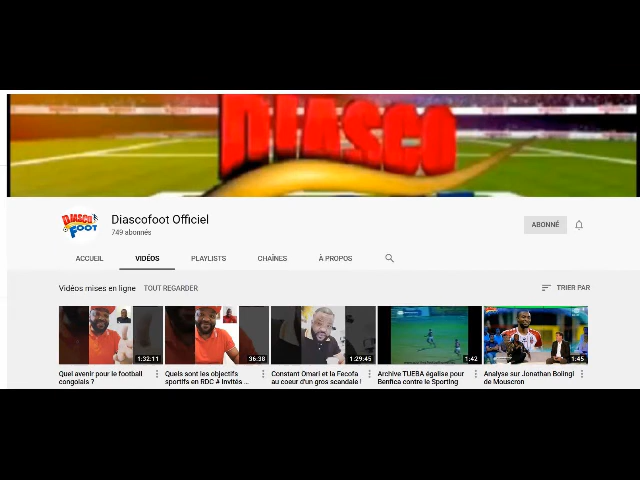 DIASCO
DIASCO
FOOT
Diascofoot Officiel
749 abonnés
ABONNÉ
ACCUEIL VIDÉOS PLAYLISTS CHAÎNES À PROPOS
Vidéos mises en ligne TOUT REGARDER TRIER PAR
1:32:11 36:38 1:29:45 1:42 1:45
Quel avenir pour le football
congolais ?
Quels sont les objectifs
sportifs en RDC # Invités ...
Constant Omari et la Fecofa
au coeur d'un gros scandale !
Archive TUEBA égalise pour
Benfica contre le Sporting
Analyse sur Jonathan Bolingi
de Mouscron